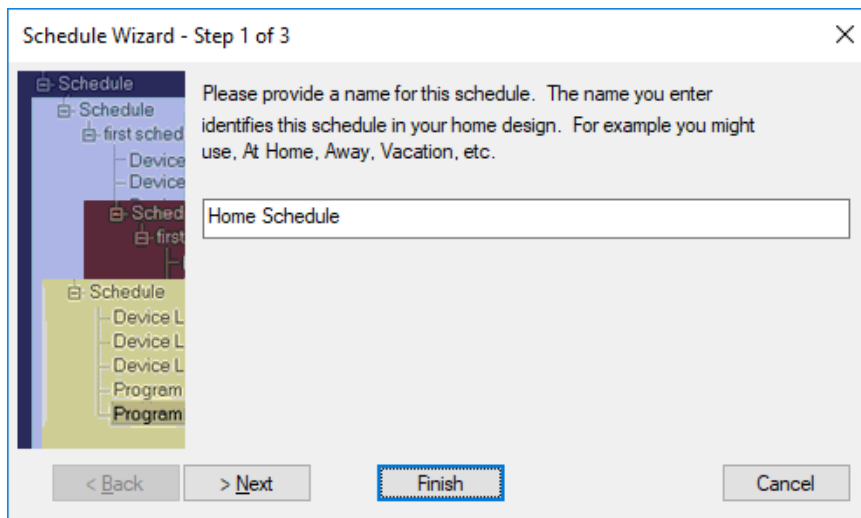 Schedule Wizard - Step 1 of 3
Schedule
Schedule
first sched
Device
Device
Sched
first
Schedule
Device L
Device L
Device L
Program
Program
Please provide a name for this schedule.  The name you enter
identifies this schedule in your home design.  For example you might
use, At Home, Away, Vacation, etc.
Home Schedule
< Back
> Next
Finish
Cancel